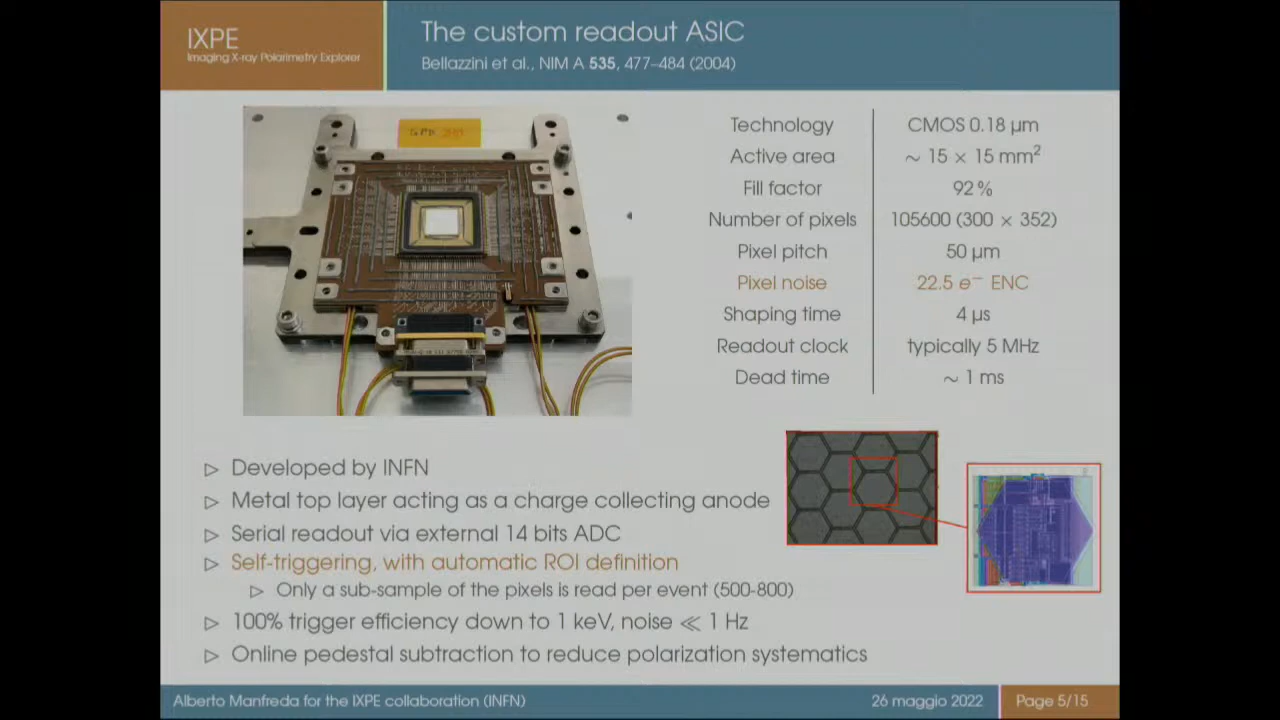 IXPE
Imaging X-ray Polarimetry Explorer
The custom readout ASIC
Bellazzini et al., NIM A 535, 477–484 (2004)
Technology CMOS 0.18 µm
Active area ∼ 15 × 15 mm²
Fill factor 92 %
Number of pixels 105600 (300 × 352)
Pixel pitch 50 µm
Pixel noise 22.5 e⁻ ENC
Shaping time 4 µs
Readout clock typically 5 MHz
Dead time ∼ 1 ms
▷ Developed by INFN
▷ Metal top layer acting as a charge collecting anode
▷ Serial readout via external 14 bits ADC
▷ Self-triggering, with automatic ROI definition
▷ Only a sub-sample of the pixels is read per event (500-800)
▷ 100% trigger efficiency down to 1 keV, noise ≪ 1 Hz
▷ Online pedestal subtraction to reduce polarization systematics
Alberto Manfreda for the IXPE collaboration (INFN)
26 maggio 2022
Page 5/15